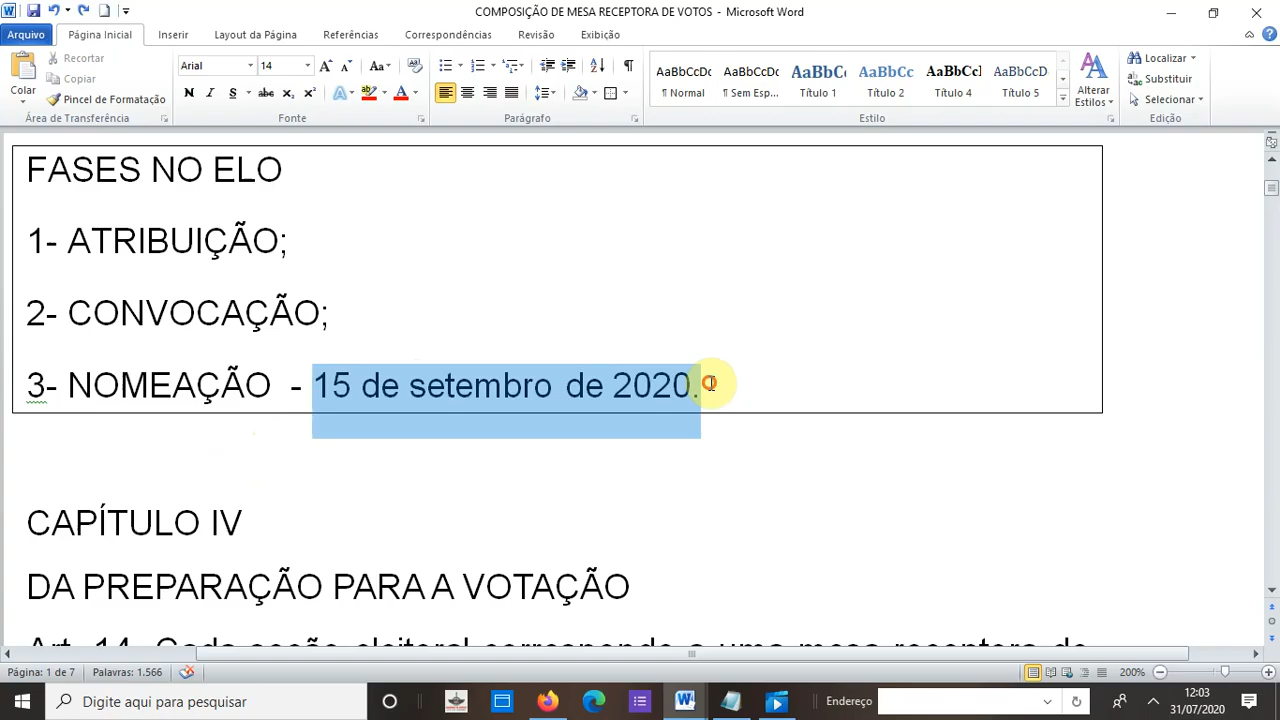 COMPOSIÇÃO DE MESA RECEPTORA DE VOTOS - Microsoft Word
Arquivo Página Inicial Inserir Layout da Página Referências Correspondências Revisão Exibição
Colar
Recortar
Copiar
Pincel de Formatação
Área de Transferência
Arial 14
Fonte
Parágrafo
AaBbCcDc AaBbCcDc AaBbC AaBbCc AaBbCcI AaBbCcD
¶ Normal ¶ Sem Esp... Título 1 Título 2 Título 4 Título 5
Alterar
Estilos
Estilo
Localizar
Substituir
Selecionar
Edição
FASES NO ELO
1- ATRIBUIÇÃO;
2- CONVOCAÇÃO;
3- NOMEAÇÃO - 15 de setembro de 2020.
CAPÍTULO IV
DA PREPARAÇÃO PARA A VOTAÇÃO
Página: 1 de 7 Palavras: 1.566 200%
Digite aqui para pesquisar
Endereço
12:03
31/07/2020